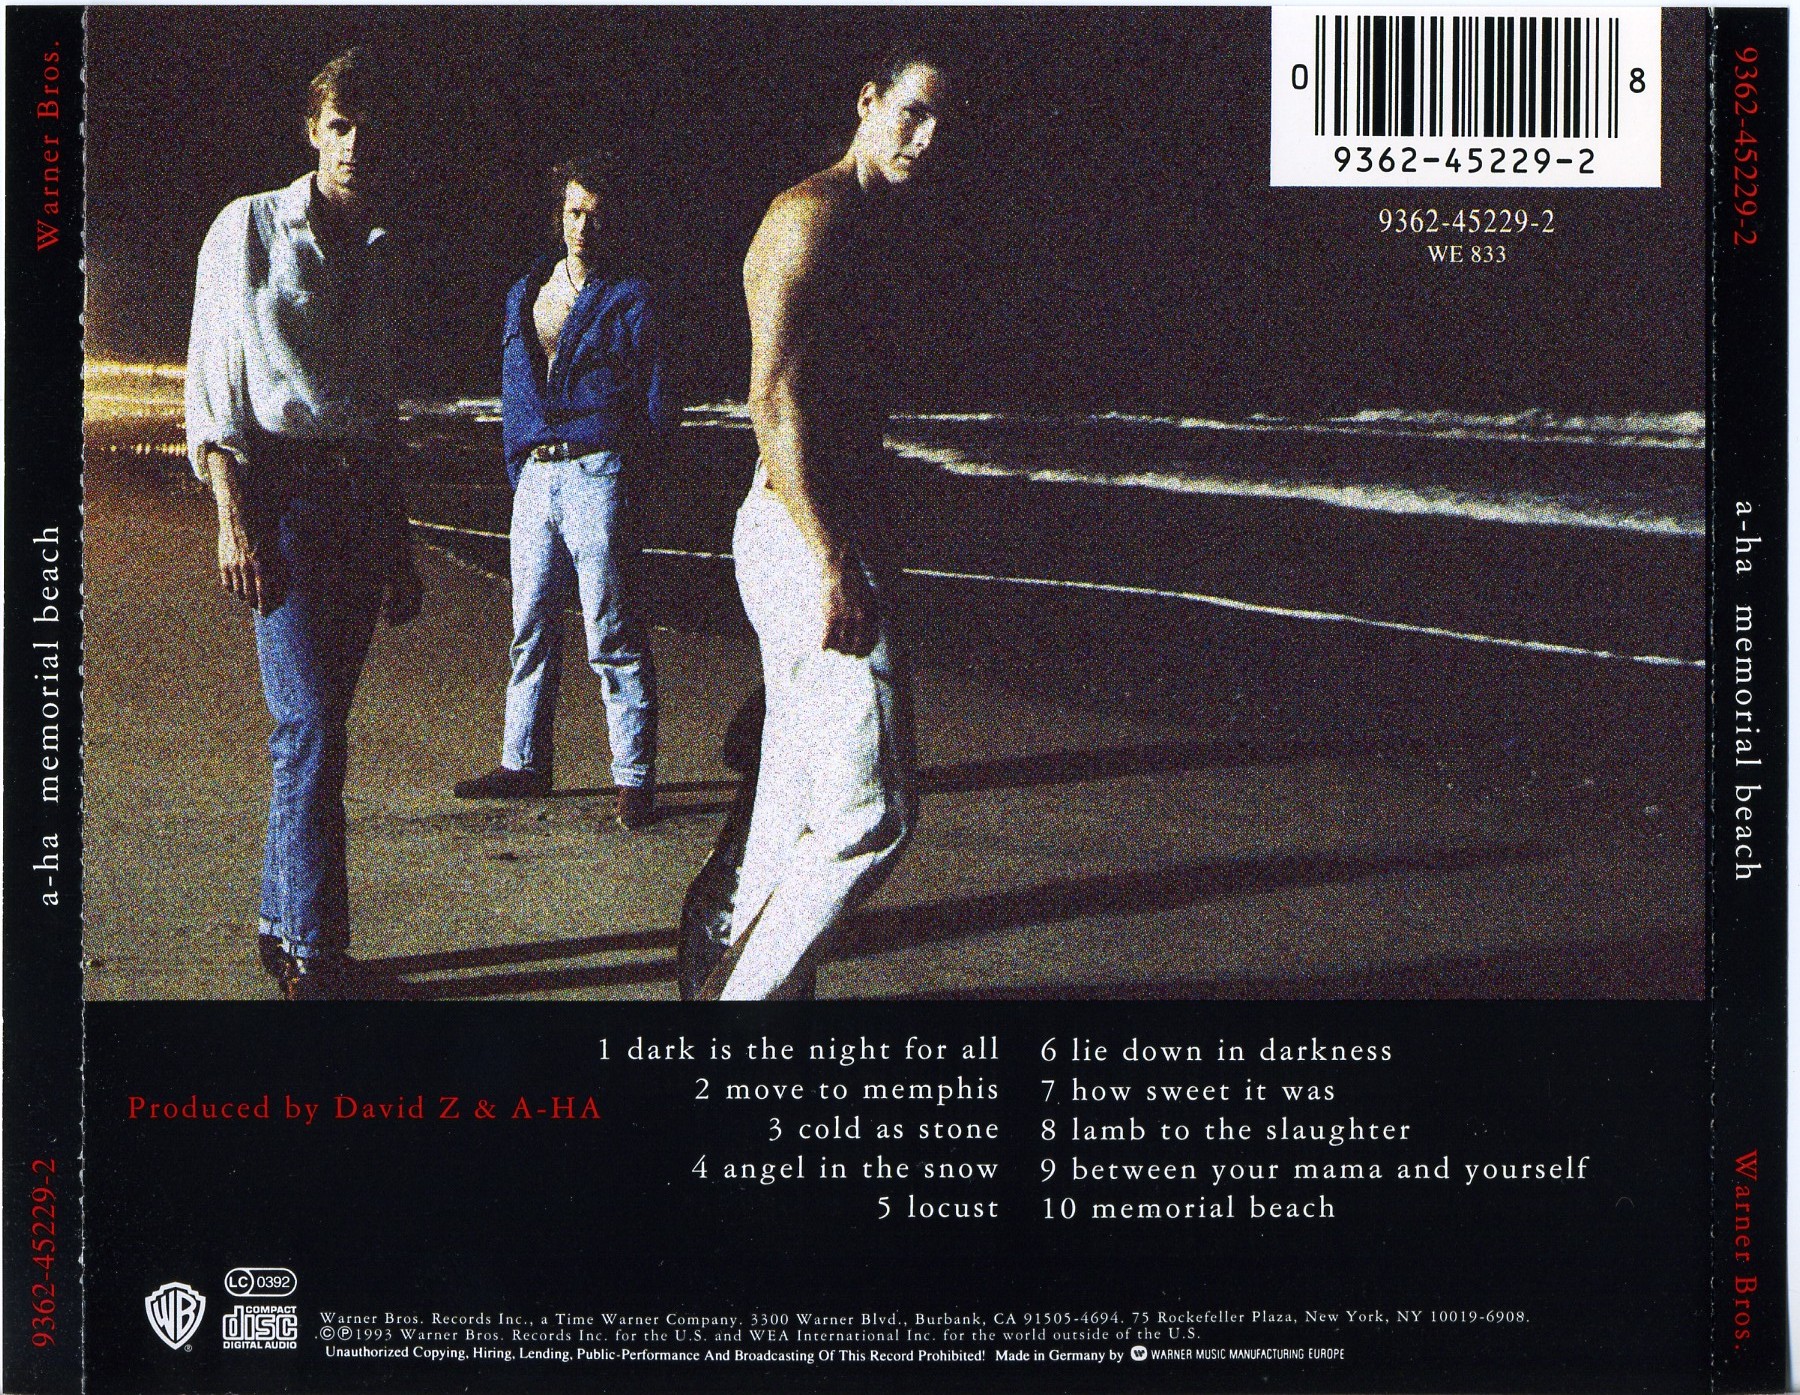 Warner Bros.
a-ha memorial beach
9362-45229-2
0 8
9362-45229-2
9362-45229-2
WE 833
9362-45229-2
a-ha memorial beach
Warner Bros.
Produced by David Z & A-HA
1 dark is the night for all
2 move to memphis
3 cold as stone
4 angel in the snow
5 locust
6 lie down in darkness
7 how sweet it was
8 lamb to the slaughter
9 between your mama and yourself
10 memorial beach
WB ®
LC 0392
COMPACT
disc
DIGITAL AUDIO
Warner Bros. Records Inc., a Time Warner Company. 3300 Warner Blvd., Burbank, CA 91505-4694. 75 Rockefeller Plaza, New York, NY 10019-6908.
.©℗1993 Warner Bros. Records Inc. for the U.S. and WEA International Inc. for the world outside of the U.S.
Unauthorized Copying, Hiring, Lending, Public-Performance And Broadcasting Of This Record Prohibited! Made in Germany by WARNER MUSIC MANUFACTURING EUROPE